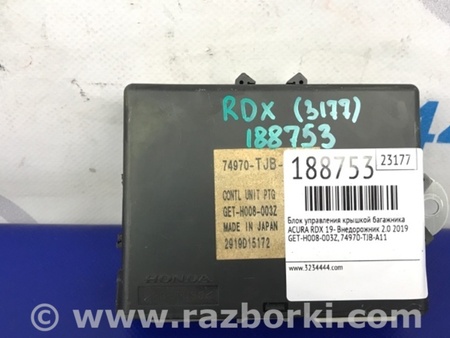 RDX (3177)
188753
74970-TJB-
CONTL UNIT PTG
GET-H008-003Z
MADE IN JAPAN
2919D15172
HONDA
188753
23177
Блок управления крышкой багажника
ACURA RDX 19- Внедорожник 2.0 2019
GET-H008-003Z, 74970-TJB-A11
www.3234444.com
www.razborki.com